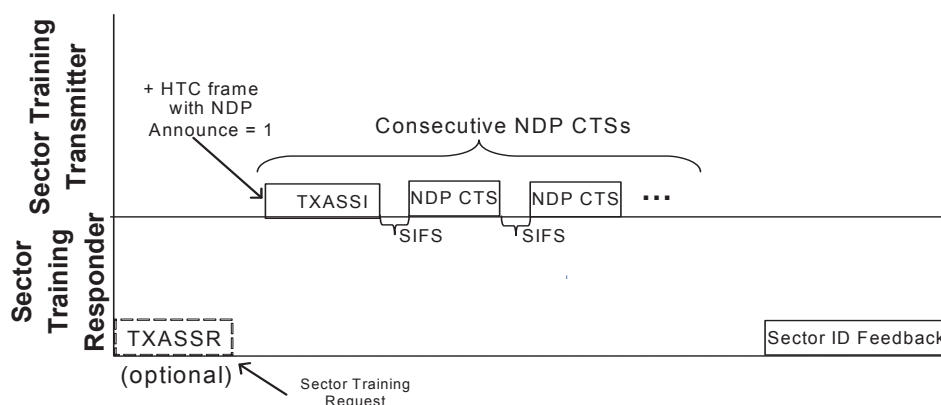 Sector Training
Transmitter
+ HTC frame
with NDP
Announce = 1
Consecutive NDP CTSs
TXASSI
NDP CTS
NDP CTS
...
SIFS
SIFS
Sector
Training
Responder
TXASSR
(optional)
Sector Training
Request
Sector ID Feedback